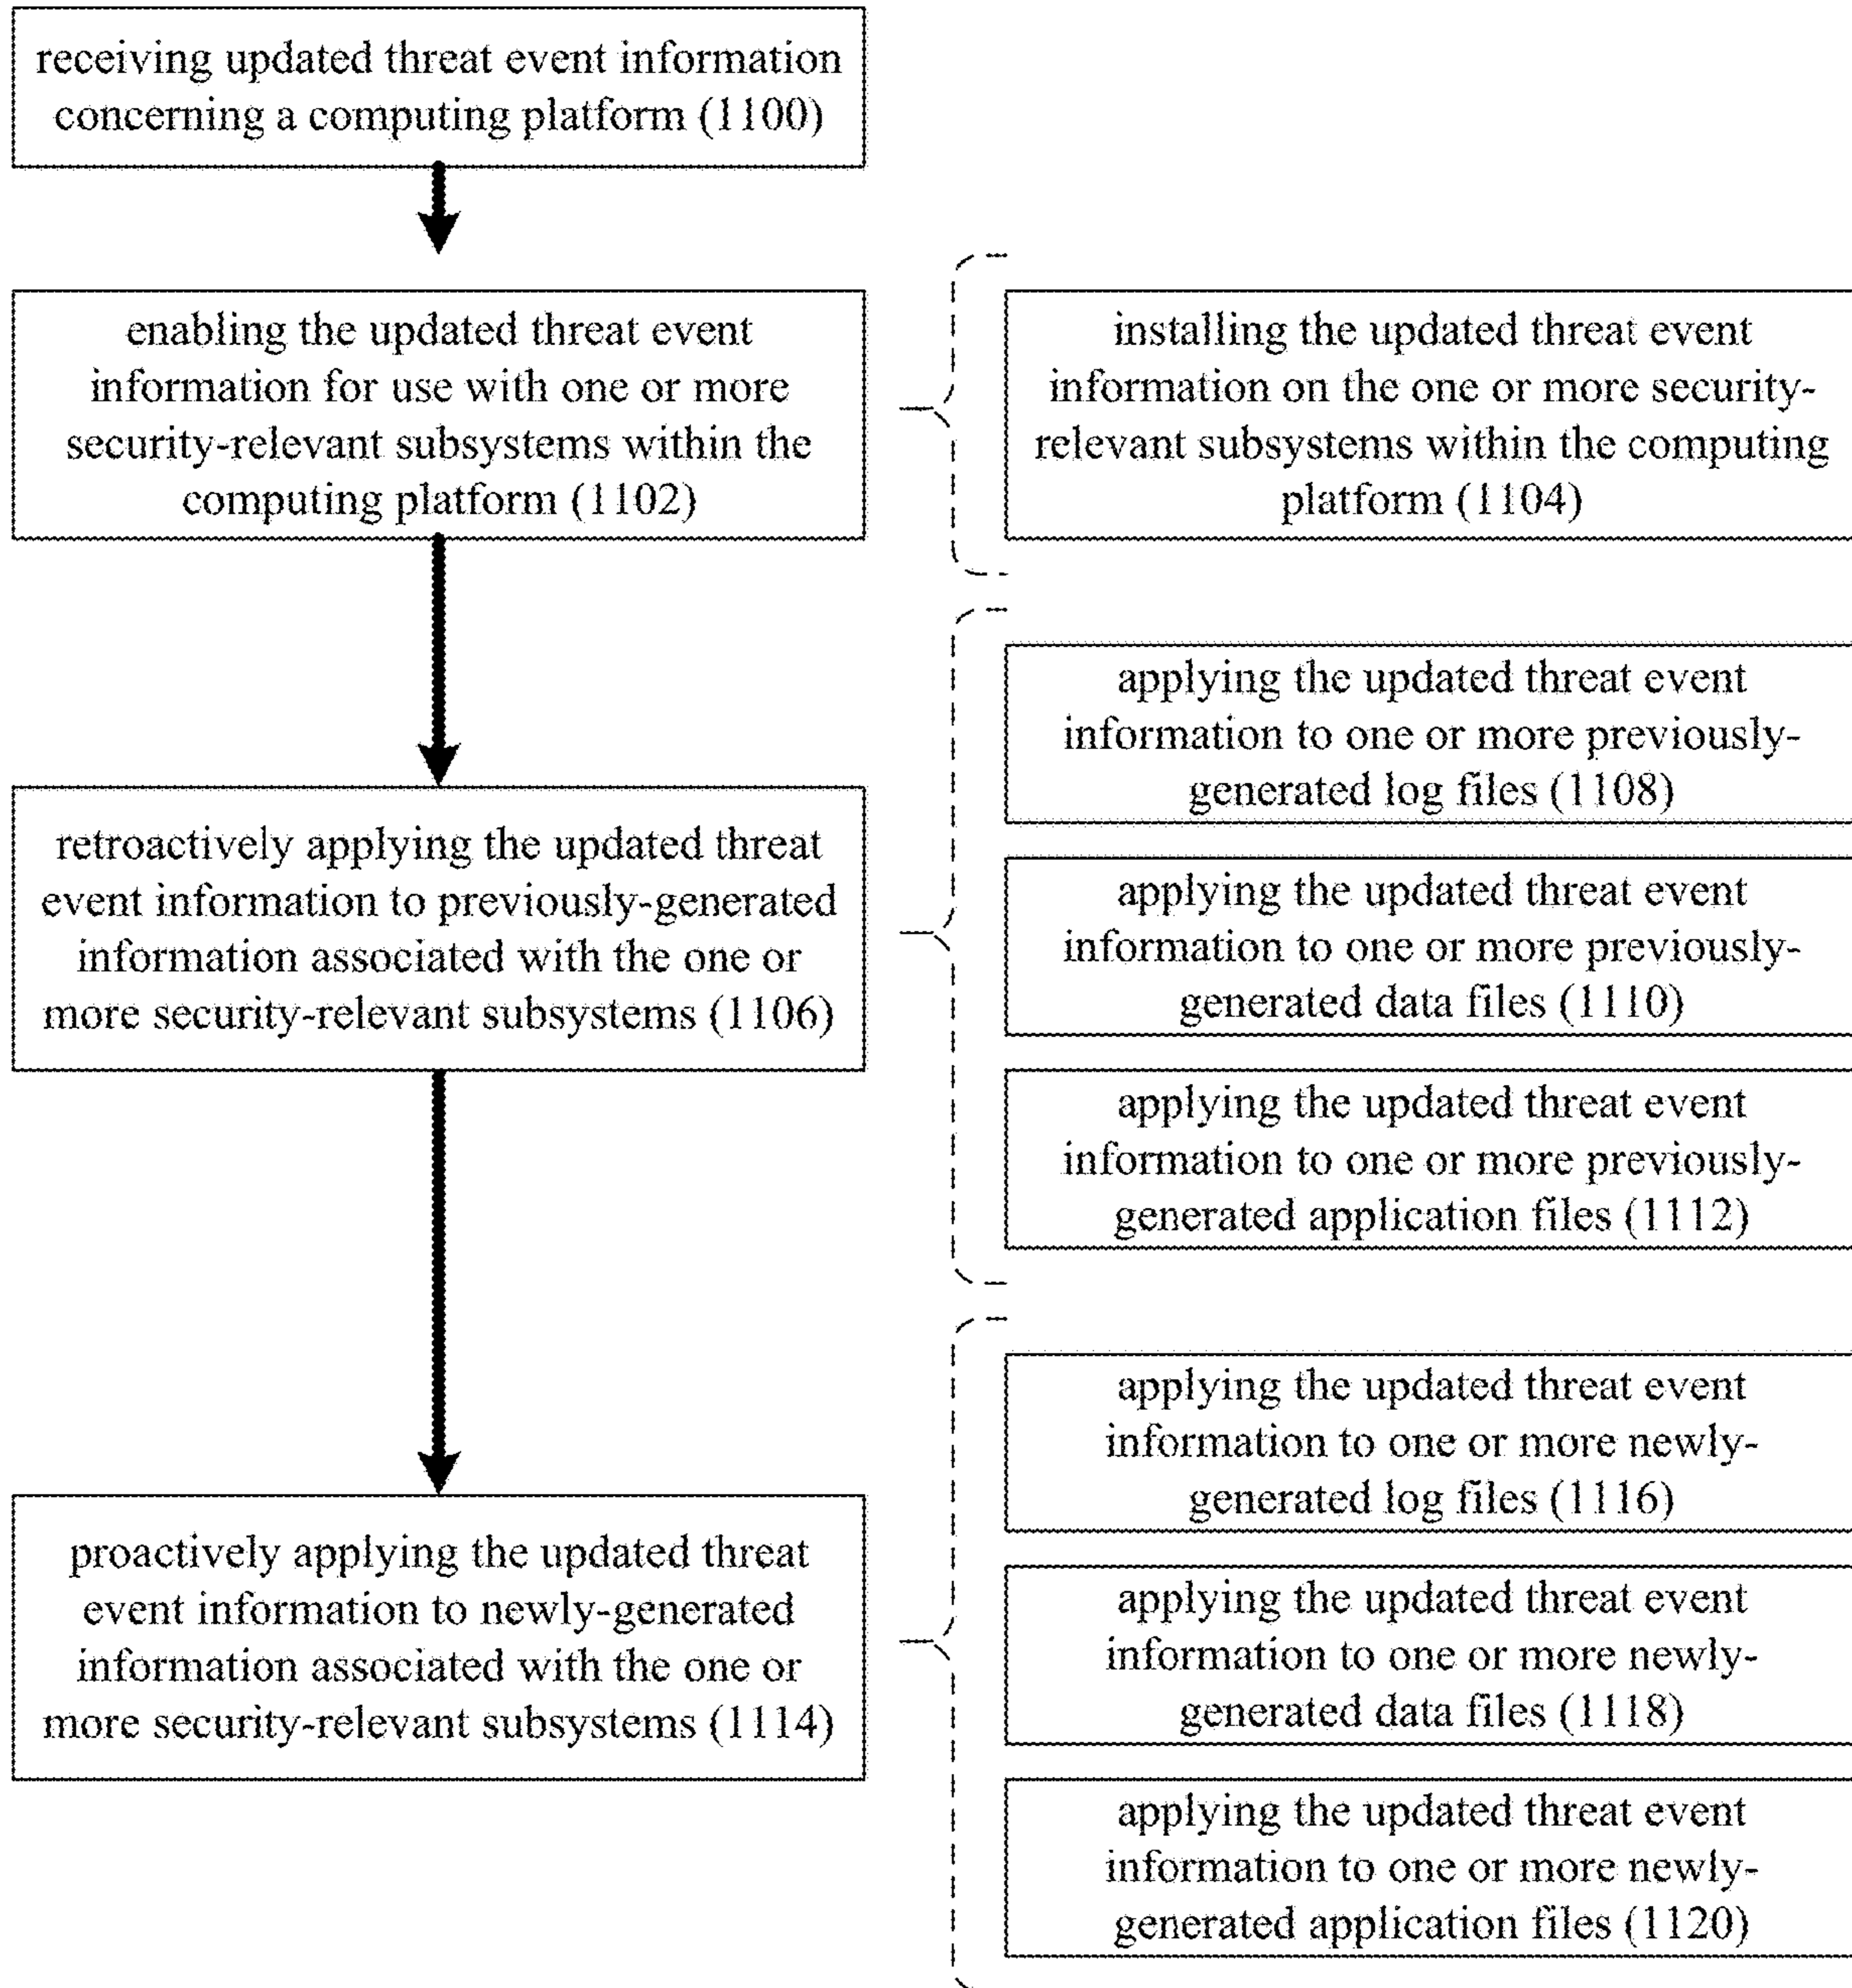 receiving updated threat event information
concerning a computing platform (1100)
enabling the updated threat event
information for use with one or more
security-relevant subsystems within the
computing platform (1102)
installing the updated threat event
information on the one or more security-
relevant subsystems within the computing
platform (1104)
retroactively applying the updated threat
event information to previously-generated
information associated with the one or
more security-relevant subsystems (1106)
applying the updated threat event
information to one or more previously-
generated log files (1108)
applying the updated threat event
information to one or more previously-
generated data files (1110)
applying the updated threat event
information to one or more previously-
generated application files (1112)
proactively applying the updated threat
event information to newly-generated
information associated with the one or
more security-relevant subsystems (1114)
applying the updated threat event
information to one or more newly-
generated log files (1116)
applying the updated threat event
information to one or more newly-
generated data files (1118)
applying the updated threat event
information to one or more newly-
generated application files (1120)